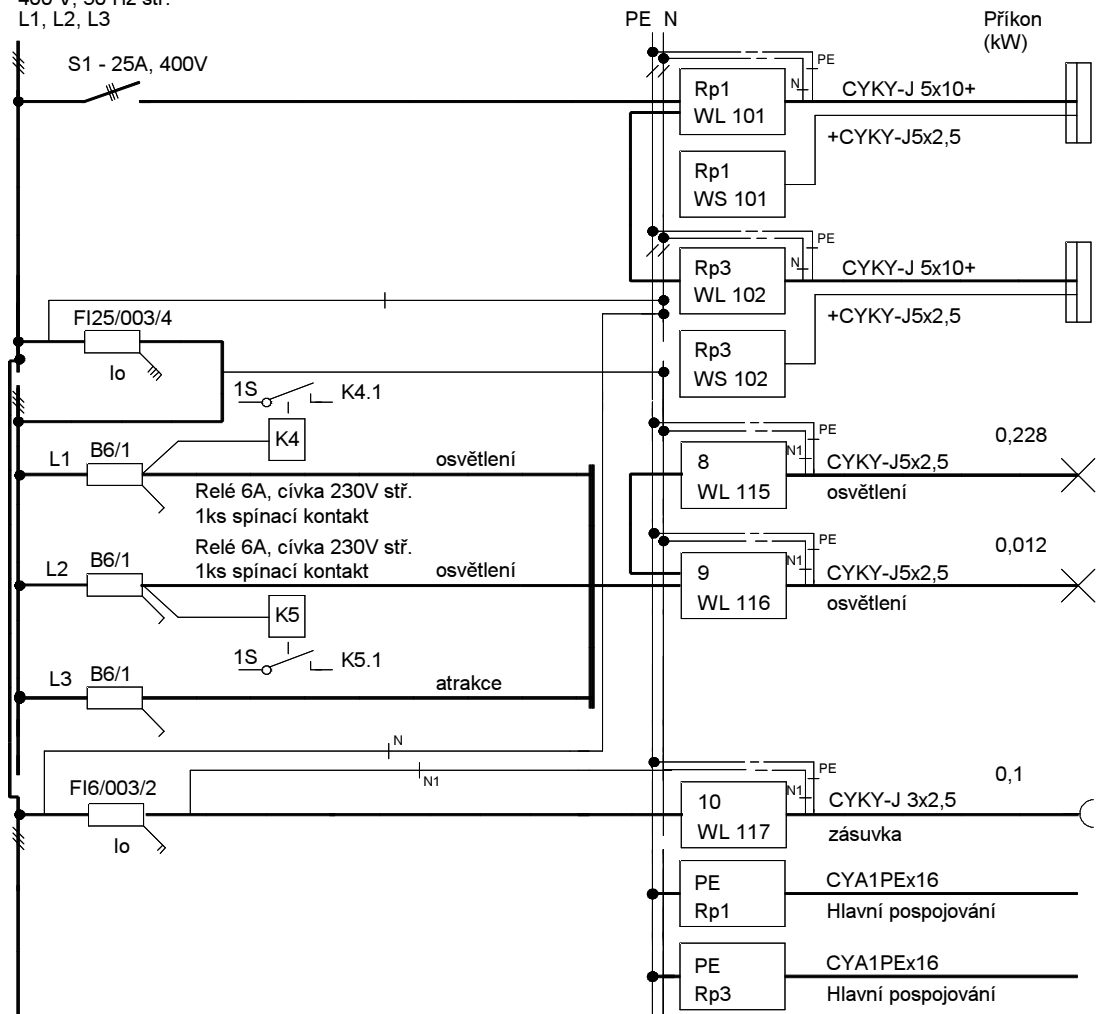 400 V, 50 Hz stř.
L1, L2, L3
PE N
Příkon
(kW)
S1 - 25A, 400V
PE
N
Rp1
WL 101
CYKY-J 5x10+
+CYKY-J5x2,5
Rp1
WS 101
PE
N
Rp3
WL 102
CYKY-J 5x10+
+CYKY-J5x2,5
Rp3
WS 102
FI25/003/4
Io
1S
K4.1
K4
L1
B6/1
osvětlení
Relé 6A, cívka 230V stř.
1ks spínací kontakt
PE
N1
8
WL 115
CYKY-J5x2,5
osvětlení
0,228
Relé 6A, cívka 230V stř.
1ks spínací kontakt
L2
B6/1
osvětlení
PE
N1
9
WL 116
CYKY-J5x2,5
osvětlení
0,012
K5
1S
K5.1
L3
B6/1
atrakce
N
N1
FI6/003/2
Io
PE
N1
10
WL 117
CYKY-J 3x2,5
zásuvka
0,1
PE
Rp1
CYA1PEx16
Hlavní pospojování
PE
Rp3
CYA1PEx16
Hlavní pospojování